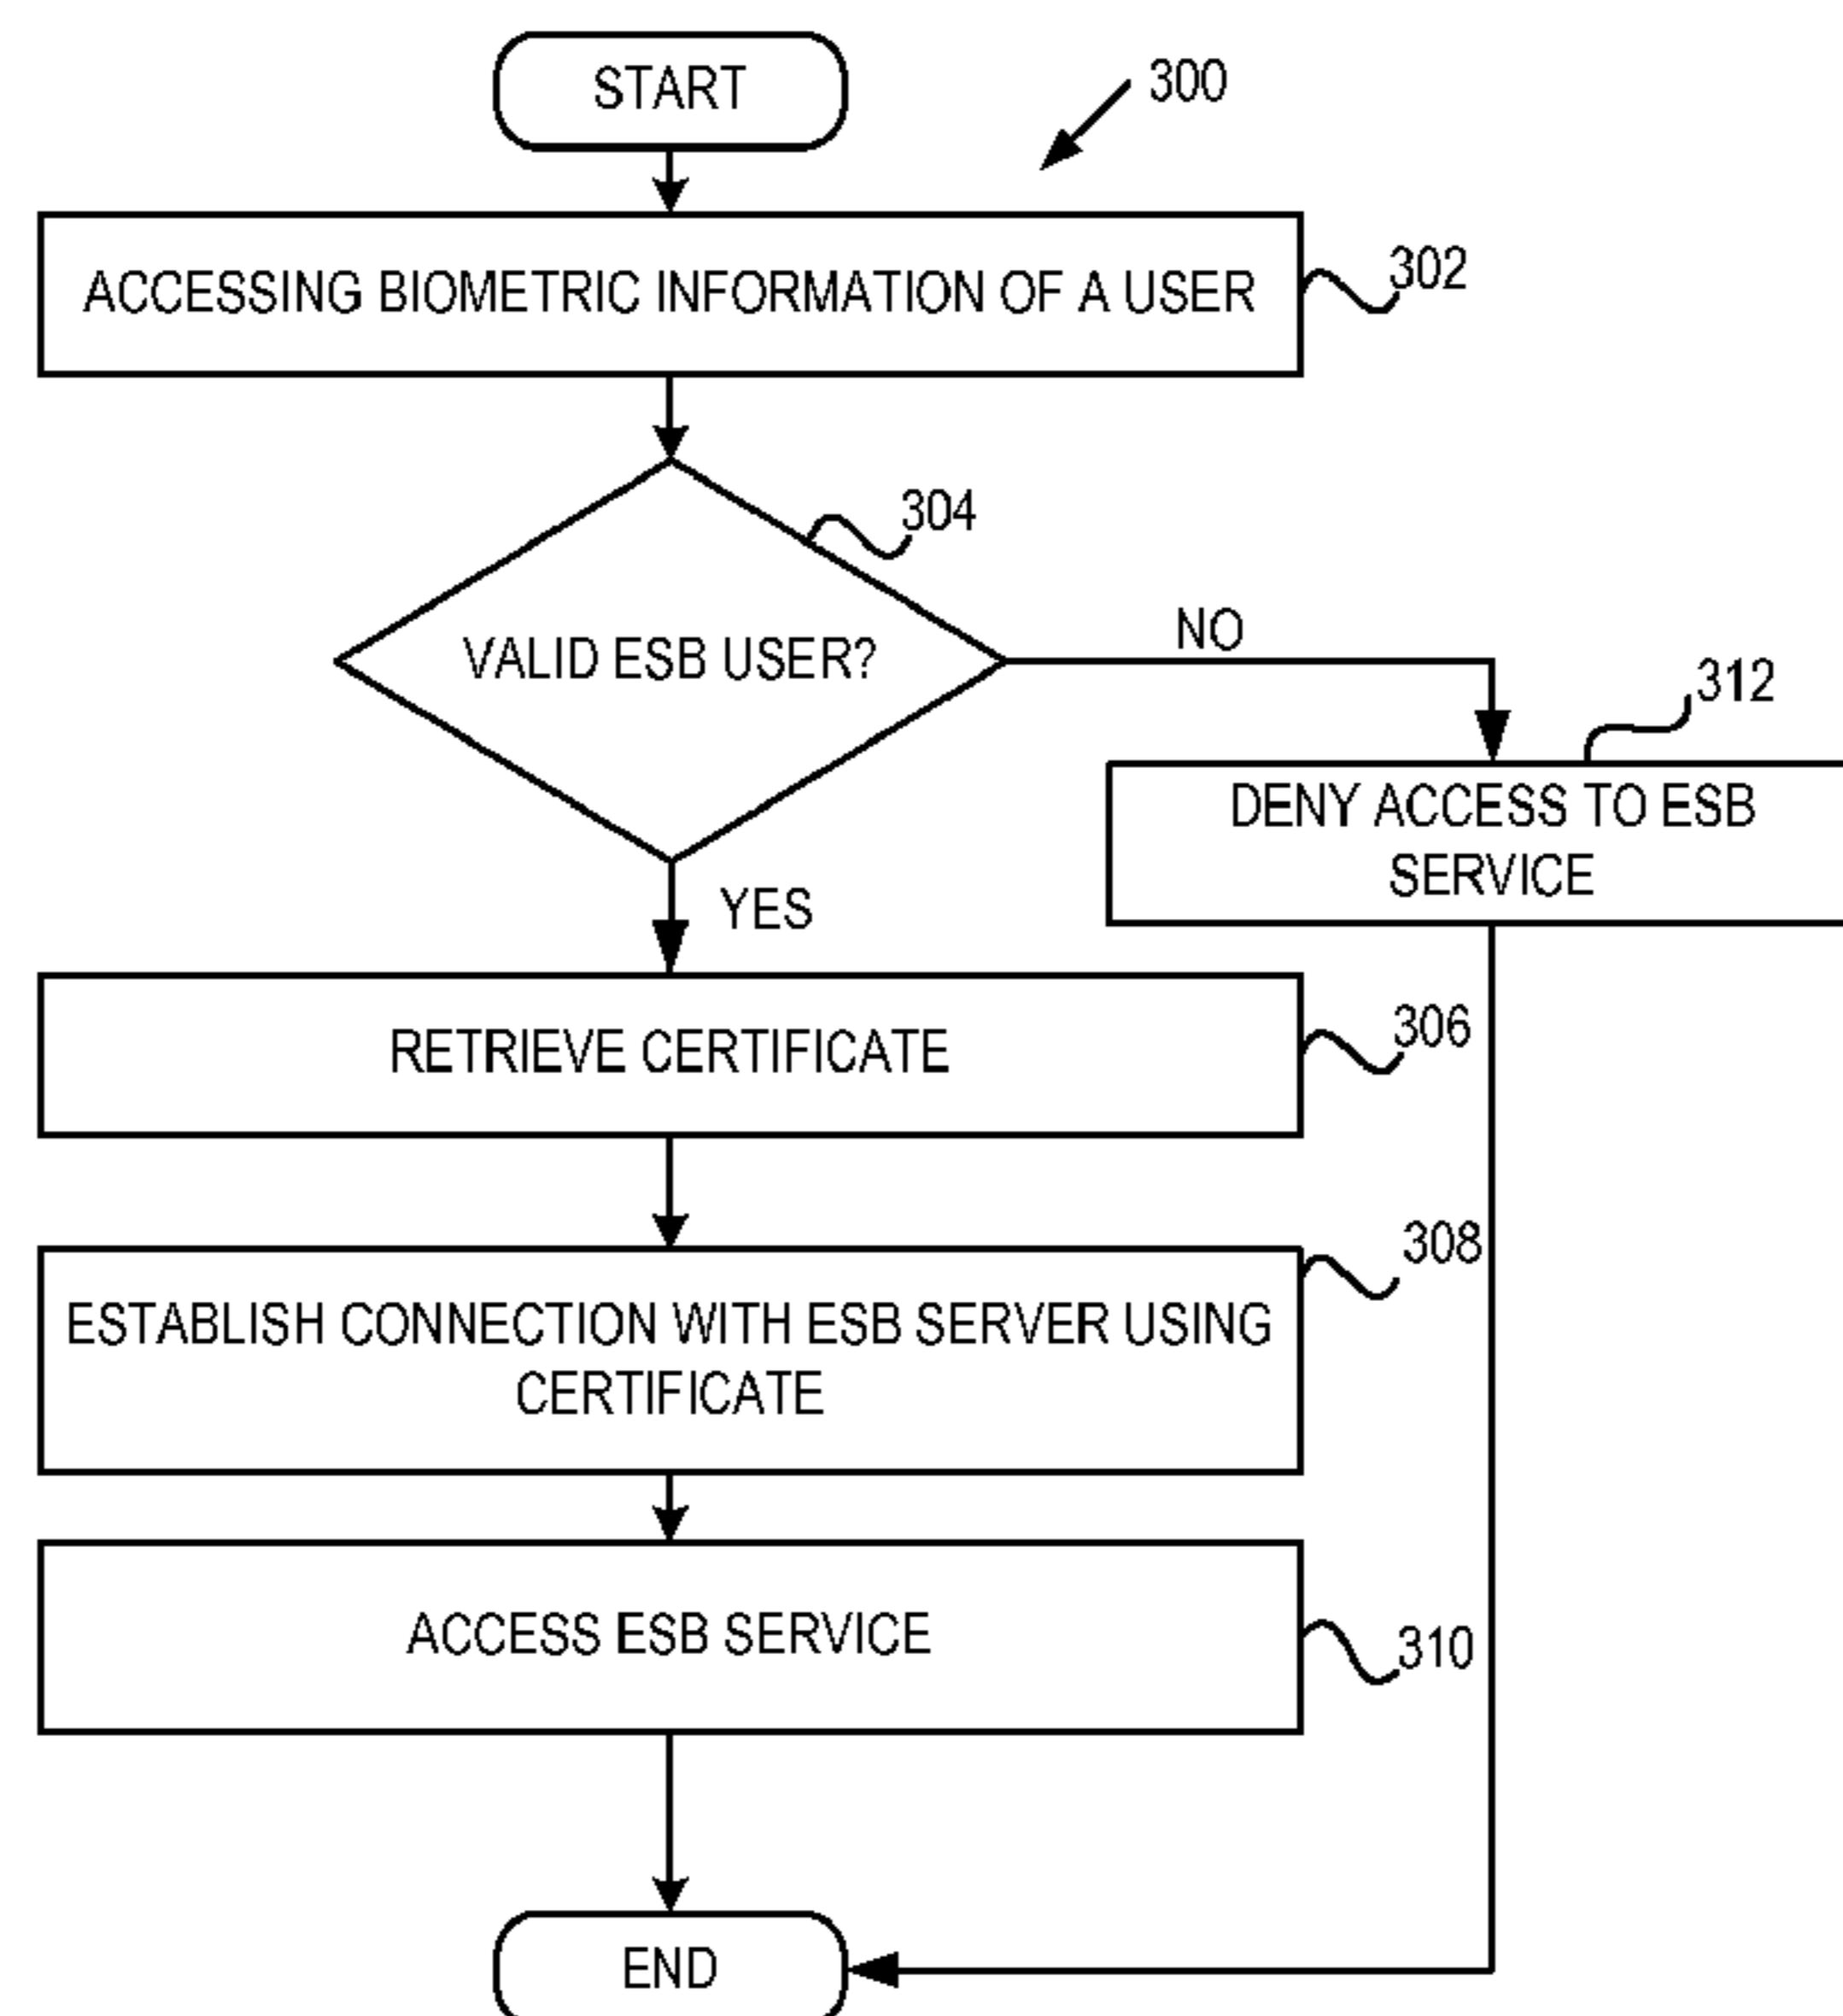 START
300
ACCESSING BIOMETRIC INFORMATION OF A USER
302
304
VALID ESB USER?
NO
312
DENY ACCESS TO ESB
SERVICE
YES
RETRIEVE CERTIFICATE
306
308
ESTABLISH CONNECTION WITH ESB SERVER USING
CERTIFICATE
ACCESS ESB SERVICE
310
END